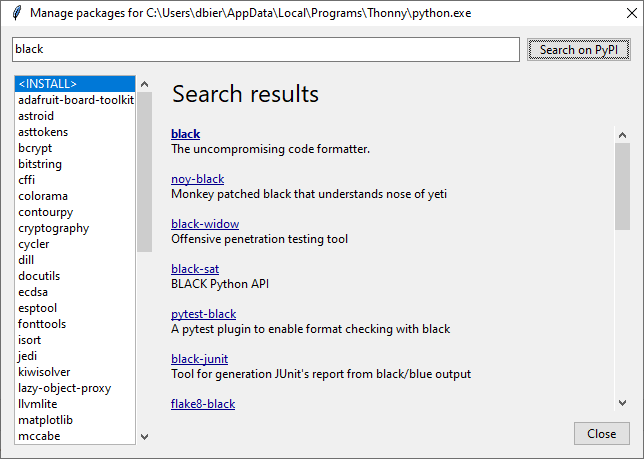 Manage packages for C:\Users\dbier\AppData\Local\Programs\Thonny\python.exe
black
Search on PyPI
<INSTALL>
adafruit-board-toolkit
astroid
asttokens
bcrypt
bitstring
cffi
colorama
contourpy
cryptography
cycler
dill
docutils
ecdsa
esptool
fonttools
isort
jedi
kiwisolver
lazy-object-proxy
llvmlite
matplotlib
mccabe
Search results
black
The uncompromising code formatter.
noy-black
Monkey patched black that understands nose of yeti
black-widow
Offensive penetration testing tool
black-sat
BLACK Python API
pytest-black
A pytest plugin to enable format checking with black
black-junit
Tool for generation JUnit's report from black/blue output
flake8-black
Close